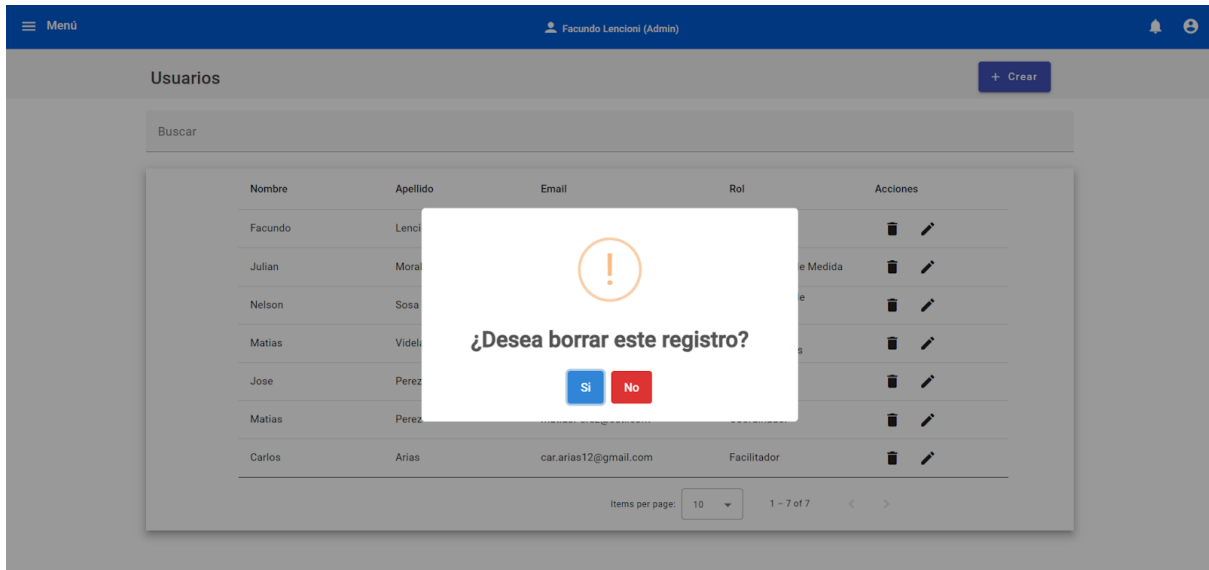 Menú Facundo Lencioni (Admin)
Usuarios + Crear
Buscar
Nombre Apellido Email Rol Acciones
Facundo
Julian Medida
Nelson Sosa
Matias
¿Desea borrar este registro?
Si No
Jose Perez
Matias Perez
Carlos Arias car.arias12@gmail.com Facilitador
Items per page: 10 1 – 7 of 7